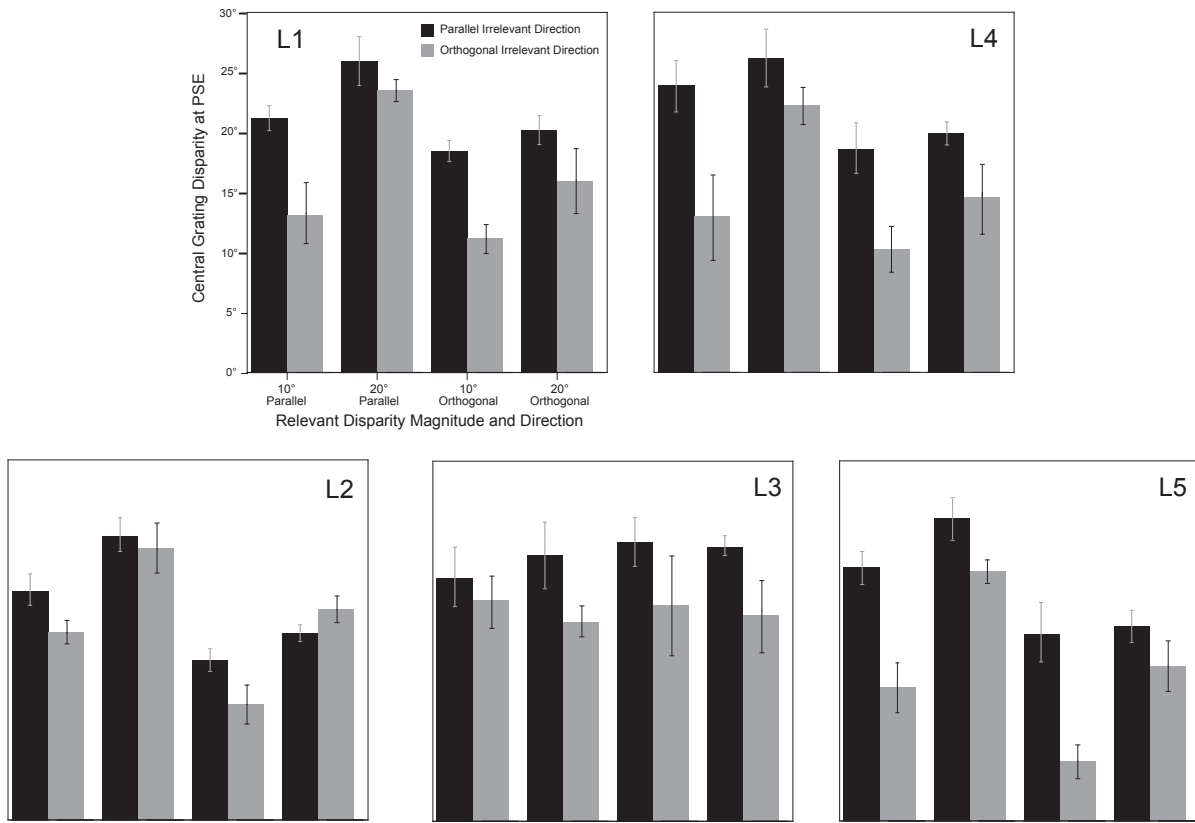 30°
25°
20°
15°
10°
5°
0°
Central Grating Disparity at PSE
L1
Parallel Irrelevant Direction
Orthogonal Irrelevant Direction
10°
Parallel
20°
Parallel
10°
Orthogonal
20°
Orthogonal
Relevant Disparity Magnitude and Direction
L4
L2
L3
L5